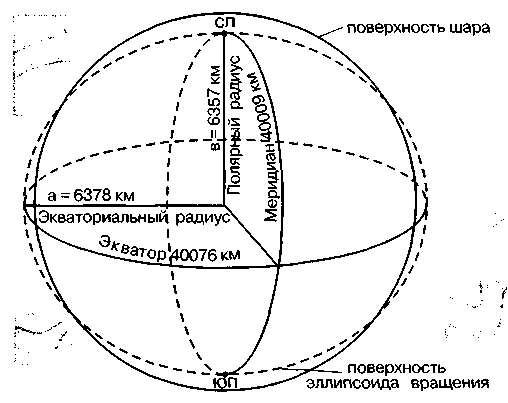 СП
поверхность шара
в = 6357 км
Полярный радиус
Меридиан 40009 км
а = 6378 км
Экваториальный радиус
Экватор 40076 км
ЮП
поверхность
эллипсоида вращения